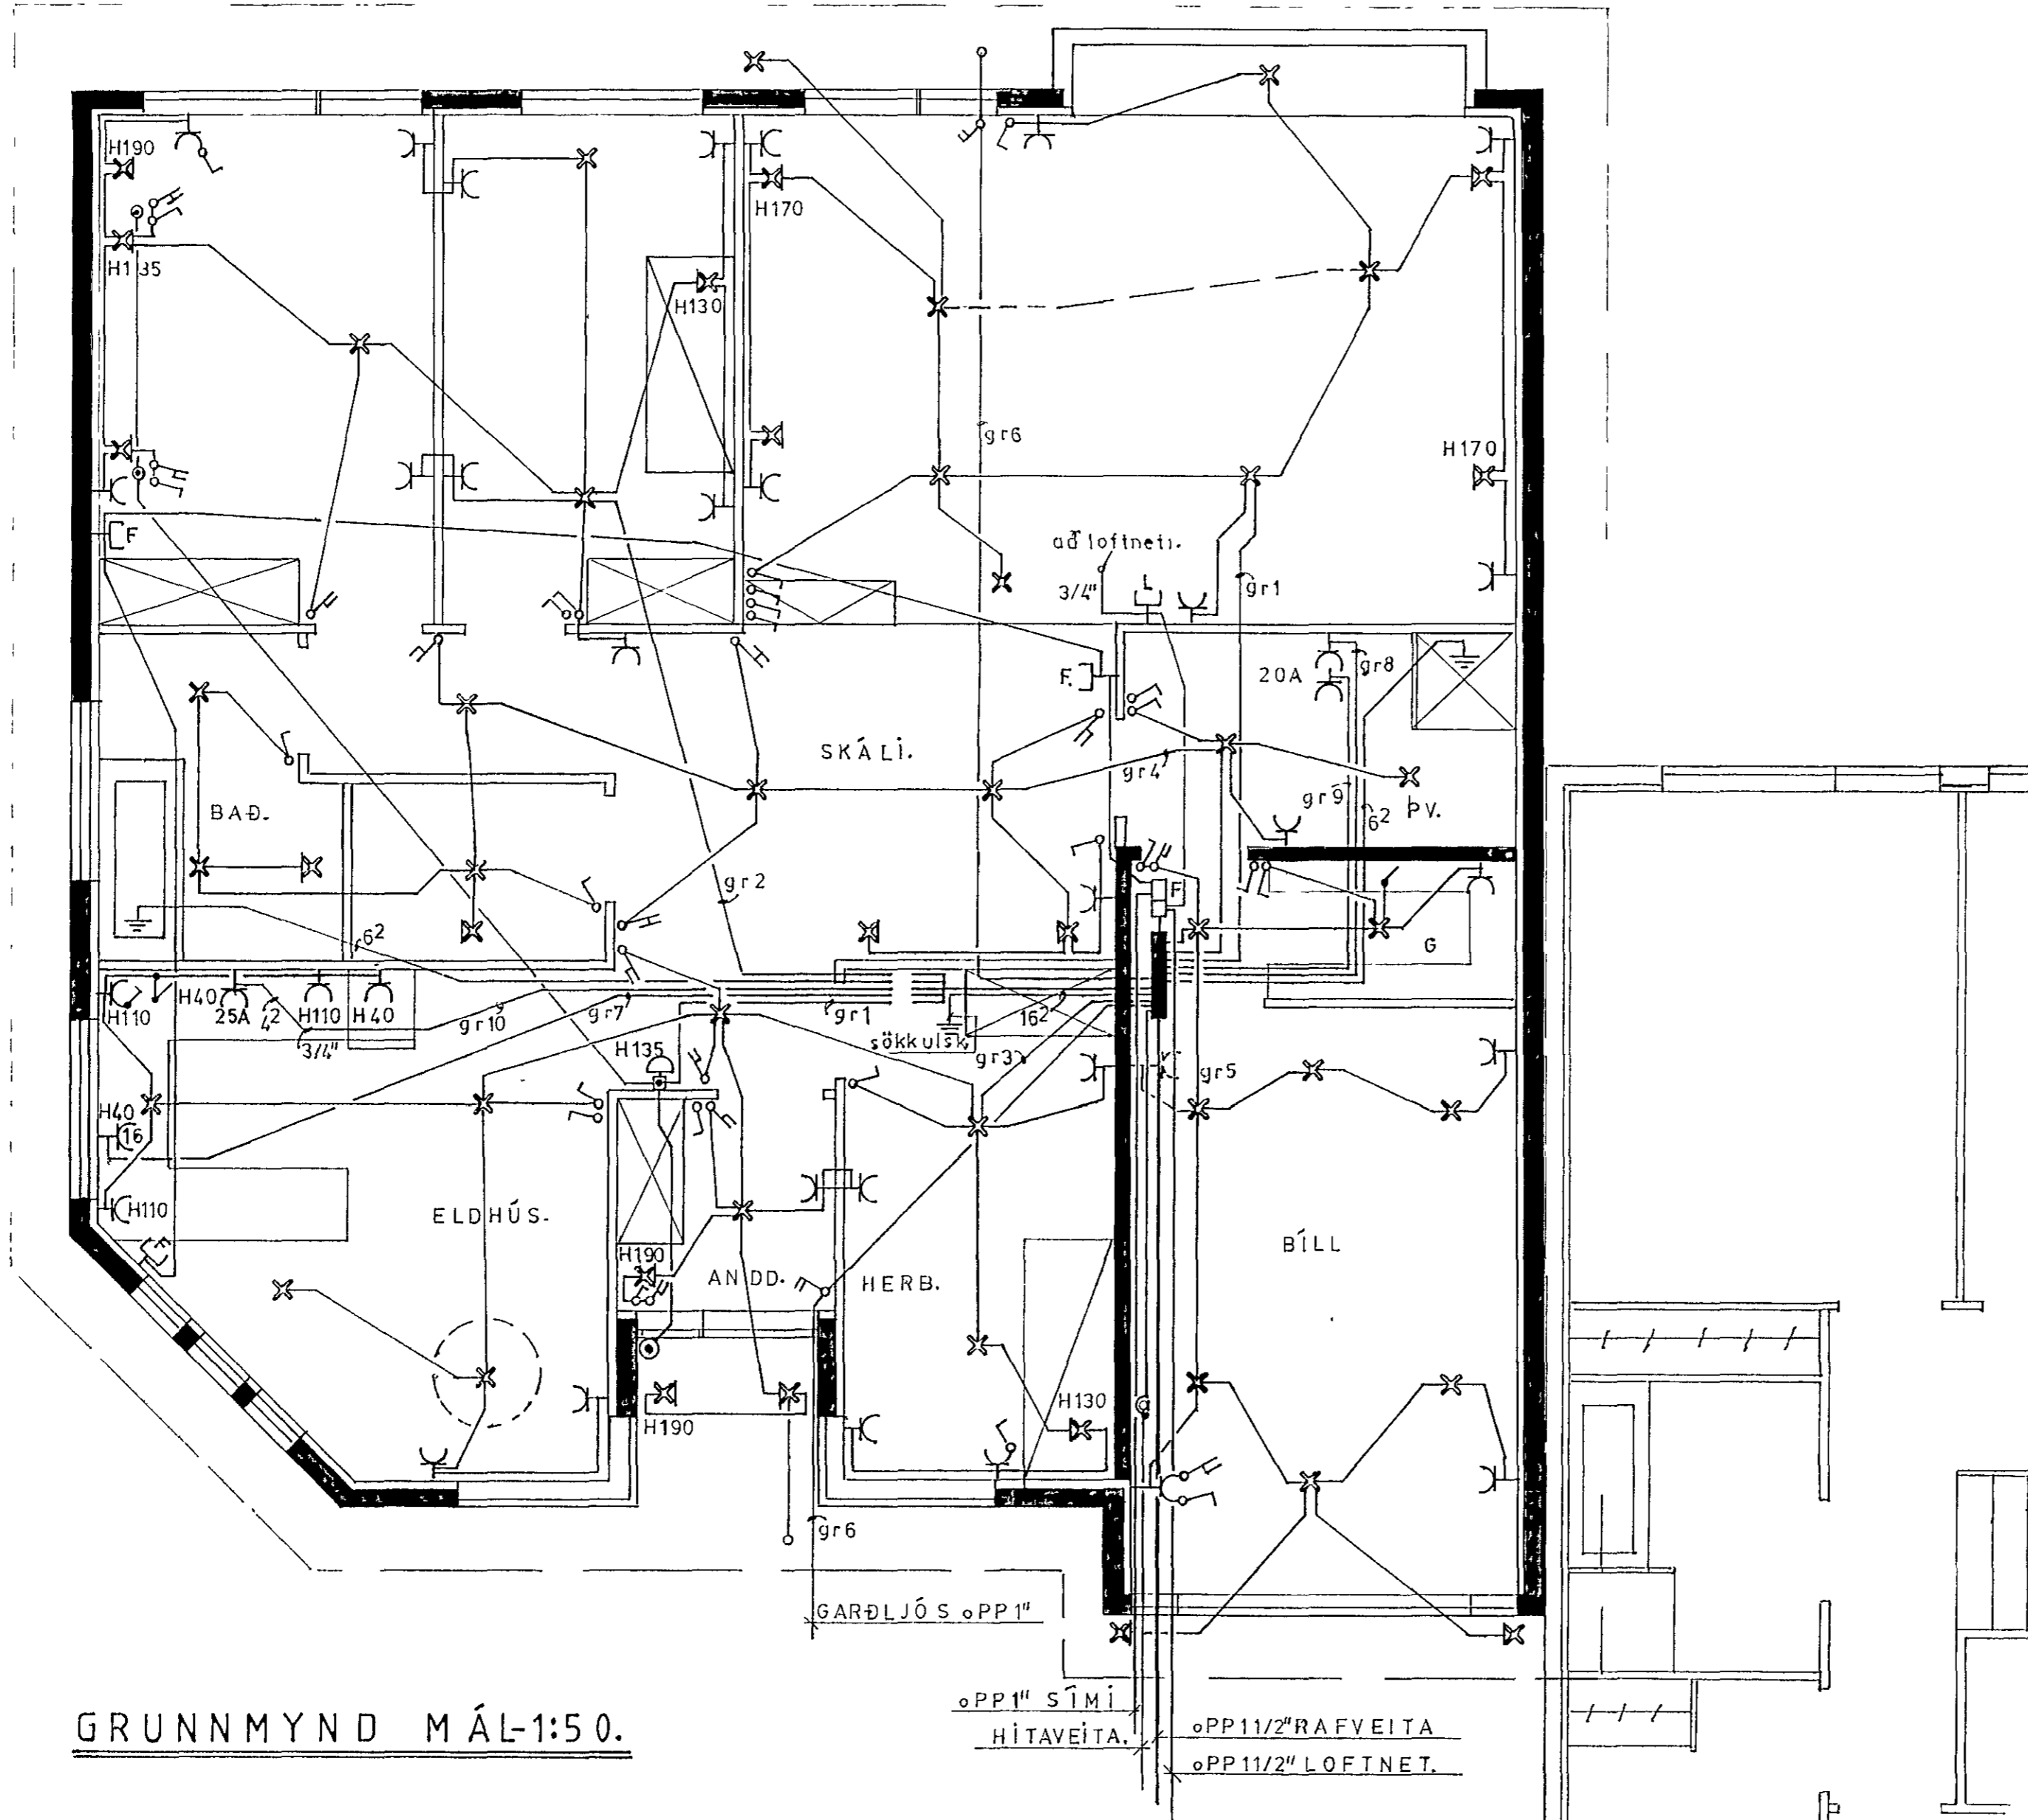 H190
H135
H170
H130
gr6
H170
F
að loftneti.
3/4"
L
gr1
20A
gr8
F.
SKÁLI.
gr4
gr9
6²
ÞV.
BAÐ.
gr2
F
6²
G
H110
H40
25A
4²
H110
H40
3/4"
gr10
gr7
gr1
sökkulsk.
16²
gr3
gr5
H135
H40
16
H110
ELDHÚS.
H190
ANDD.
HERB.
BÍLL
H190
H130
gr6
GARÐLJÓS oPP1"
oPP1" SÍMI
HITAVEITA.
oPP11/2" RAFVEITA
oPP11/2" LOFTNET.
GRUNNMYND MÁL-1:50.